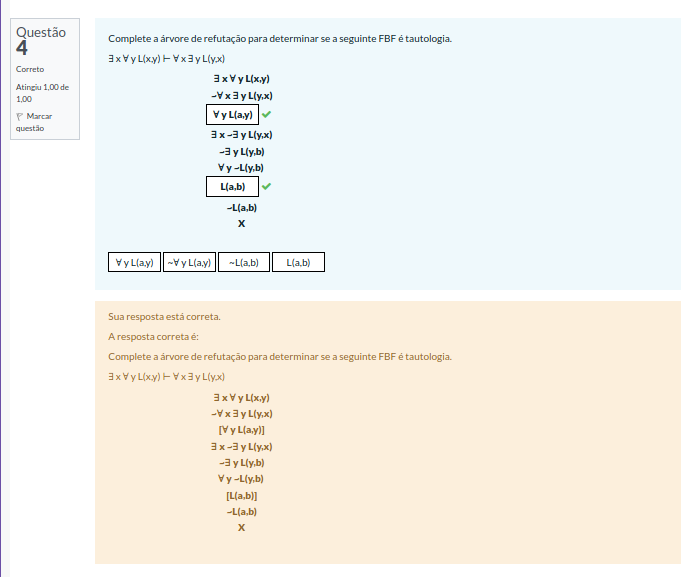 Questão
4
Correto
Atingiu 1,00 de
1,00
Marcar
questão
Complete a árvore de refutação para determinar se a seguinte FBF é tautologia.
∃ x ∀ y L(x,y) ⊢ ∀ x ∃ y L(y,x)
∃ x ∀ y L(x,y)
~∀ x ∃ y L(y,x)
∀ y L(a,y)
∃ x ~∃ y L(y,x)
~∃ y L(y,b)
∀ y ~L(y,b)
L(a,b)
~L(a,b)
X
∀ y L(a,y) ~∀ y L(a,y) ~L(a,b) L(a,b)
Sua resposta está correta.
A resposta correta é:
Complete a árvore de refutação para determinar se a seguinte FBF é tautologia.
∃ x ∀ y L(x,y) ⊢ ∀ x ∃ y L(y,x)
∃ x ∀ y L(x,y)
~∀ x ∃ y L(y,x)
[∀ y L(a,y)]
∃ x ~∃ y L(y,x)
~∃ y L(y,b)
∀ y ~L(y,b)
[L(a,b)]
~L(a,b)
X